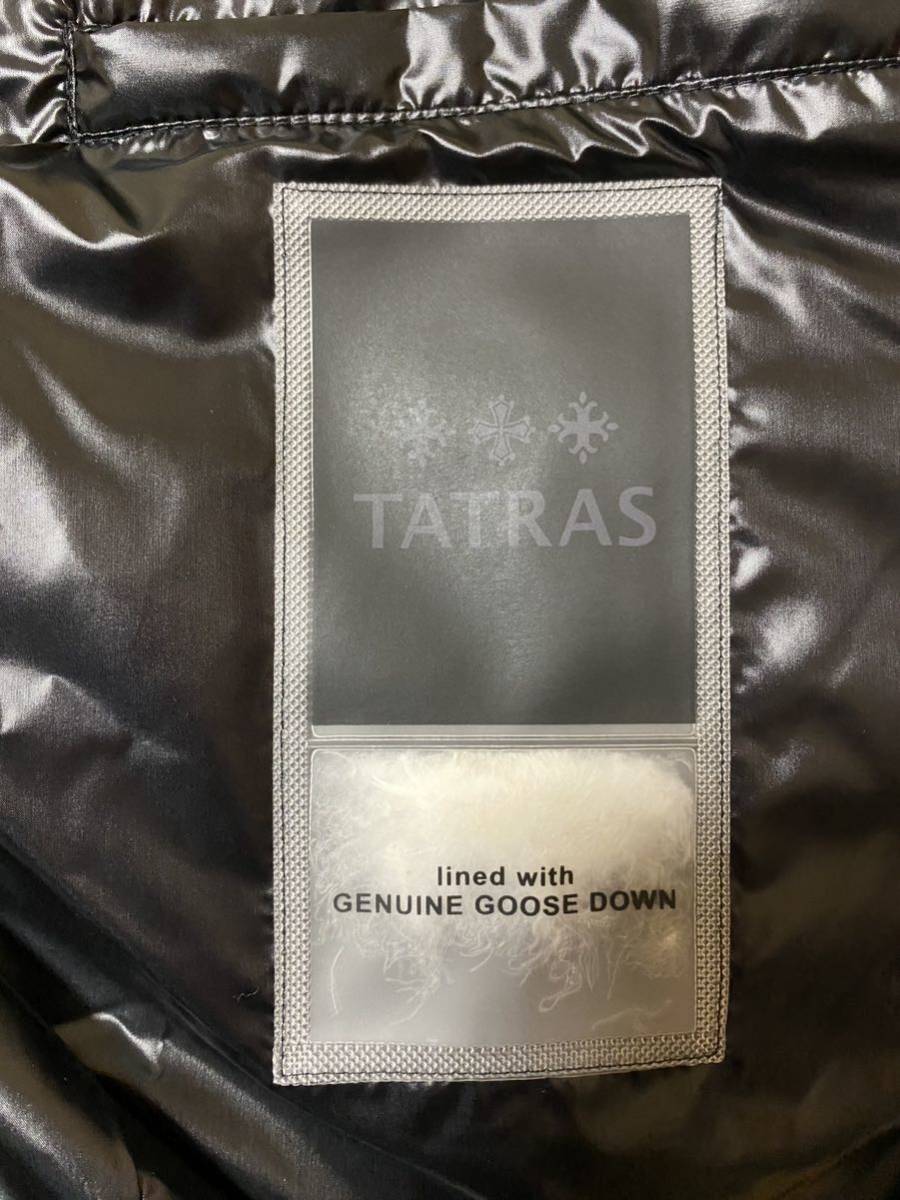 TATRAS
lined with
GENUINE GOOSE DOWN